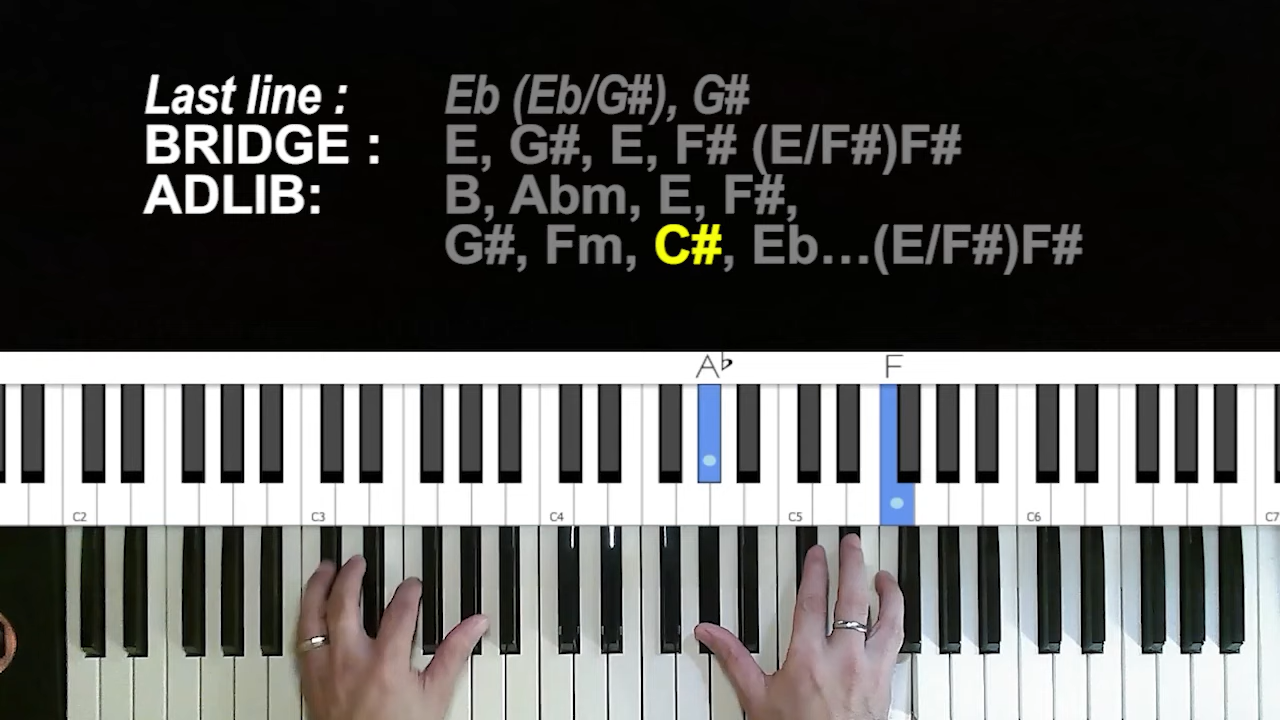 Last line : Eb (Eb/G#), G#
BRIDGE : E, G#, E, F# (E/F#)F#
ADLIB: B, Abm, E, F#,
G#, Fm, C#, Eb...(E/F#)F#
A♭ F
C2 C3 C4 C5 C6 C7